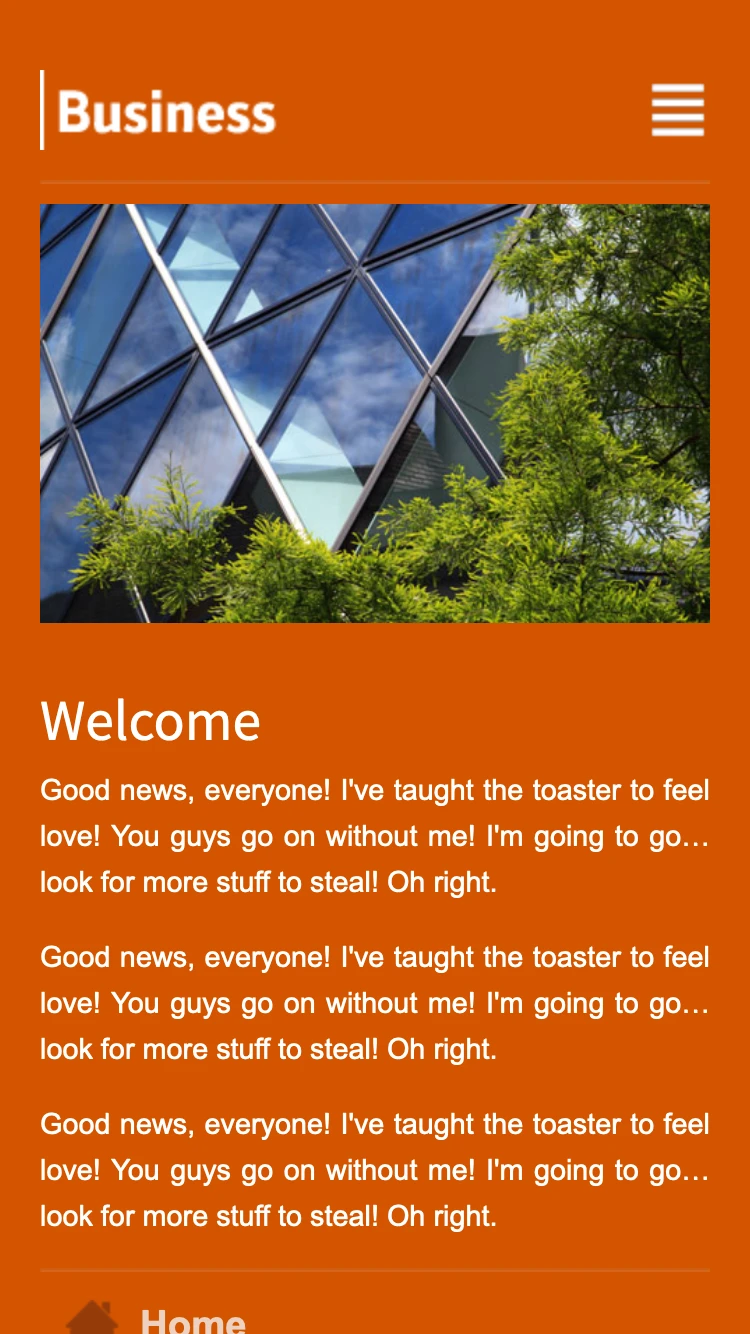 Business
Welcome
Good news, everyone! I've taught the toaster to feel
love! You guys go on without me! I'm going to go…
look for more stuff to steal! Oh right.
Good news, everyone! I've taught the toaster to feel
love! You guys go on without me! I'm going to go…
look for more stuff to steal! Oh right.
Good news, everyone! I've taught the toaster to feel
love! You guys go on without me! I'm going to go…
look for more stuff to steal! Oh right.
Home